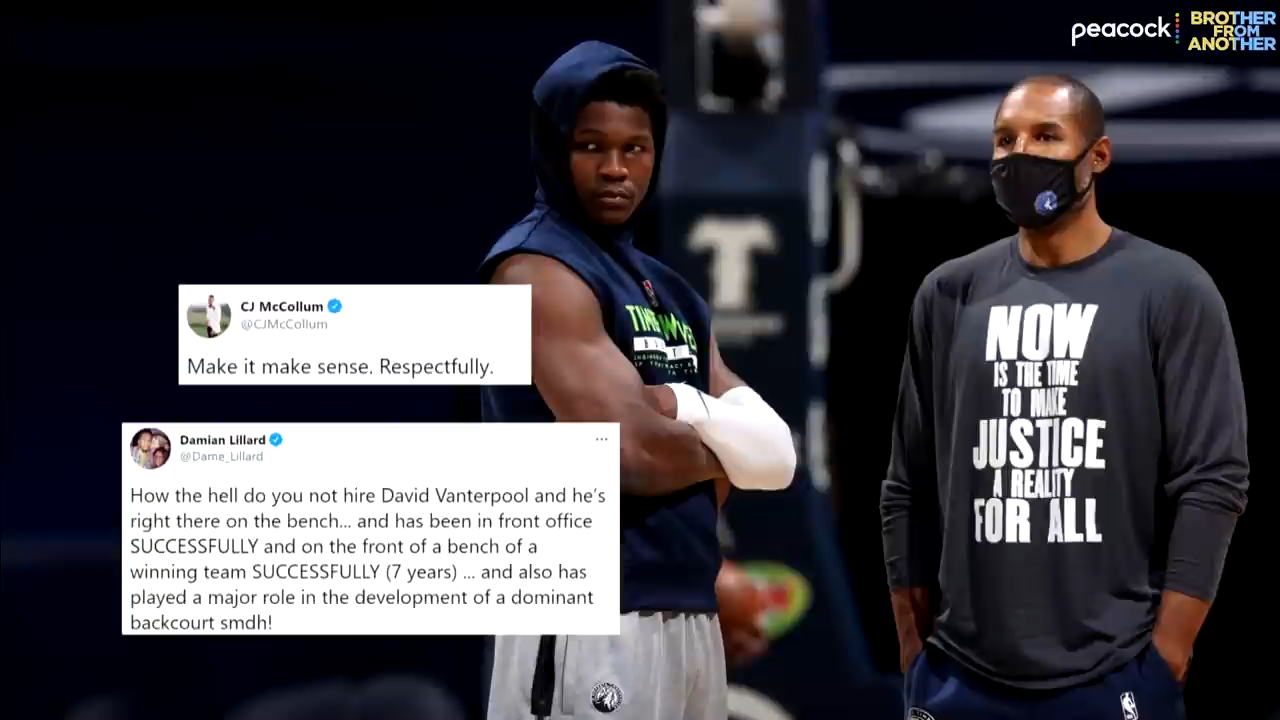 peacock
BROTHER
FROM
ANOTHER
CJ McCollum
@CJMcCollum
Make it make sense. Respectfully.
Damian Lillard
@Dame_Lillard
How the hell do you not hire David Vanterpool and he's
right there on the bench... and has been in front office
SUCCESSFULLY and on the front of a bench of a
winning team SUCCESSFULLY (7 years) ... and also has
played a major role in the development of a dominant
backcourt smdh!
NOW
IS THE TIME
TO MAKE
JUSTICE
A REALITY
FOR ALL